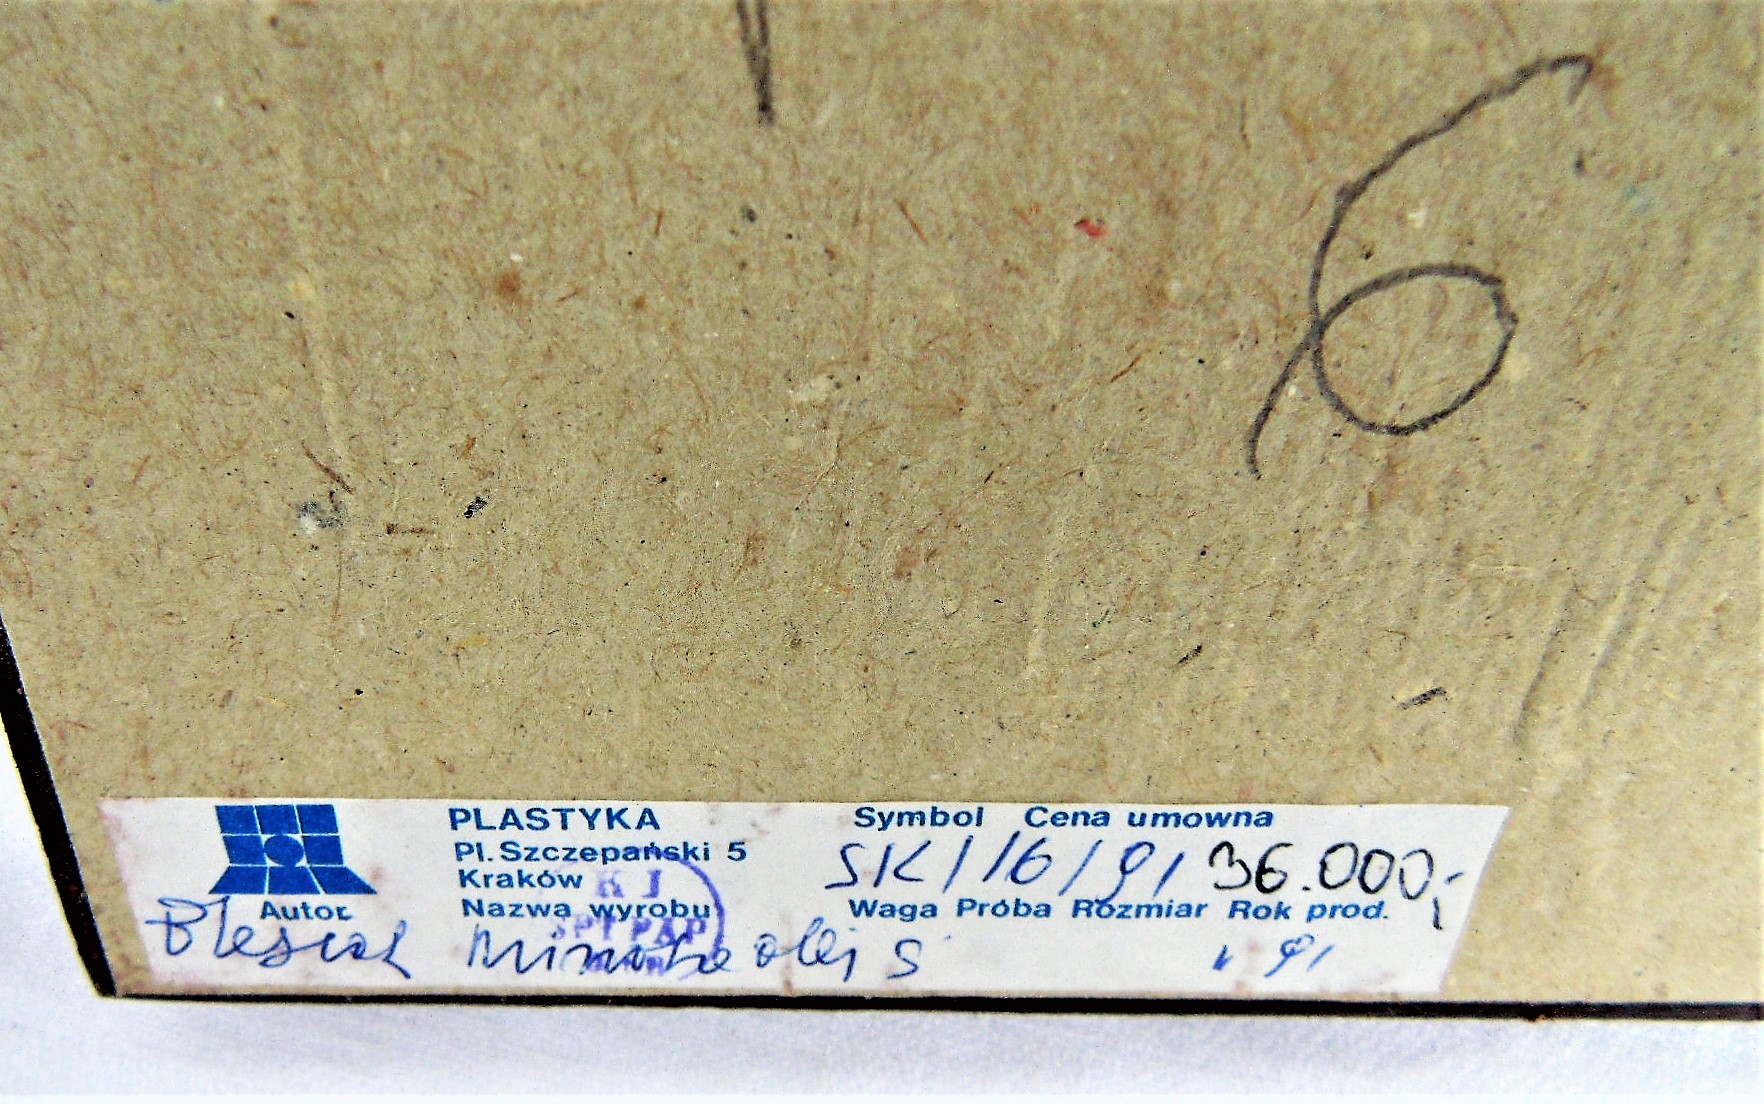 6
PLASTYKA
Pl. Szczepański 5
Kraków
Autor
Nazwa wyrobu
Symbol Cena umowna
SK/16/91 36.000,-
Waga Próba Rozmiar Rok prod.
olej S
91
K J